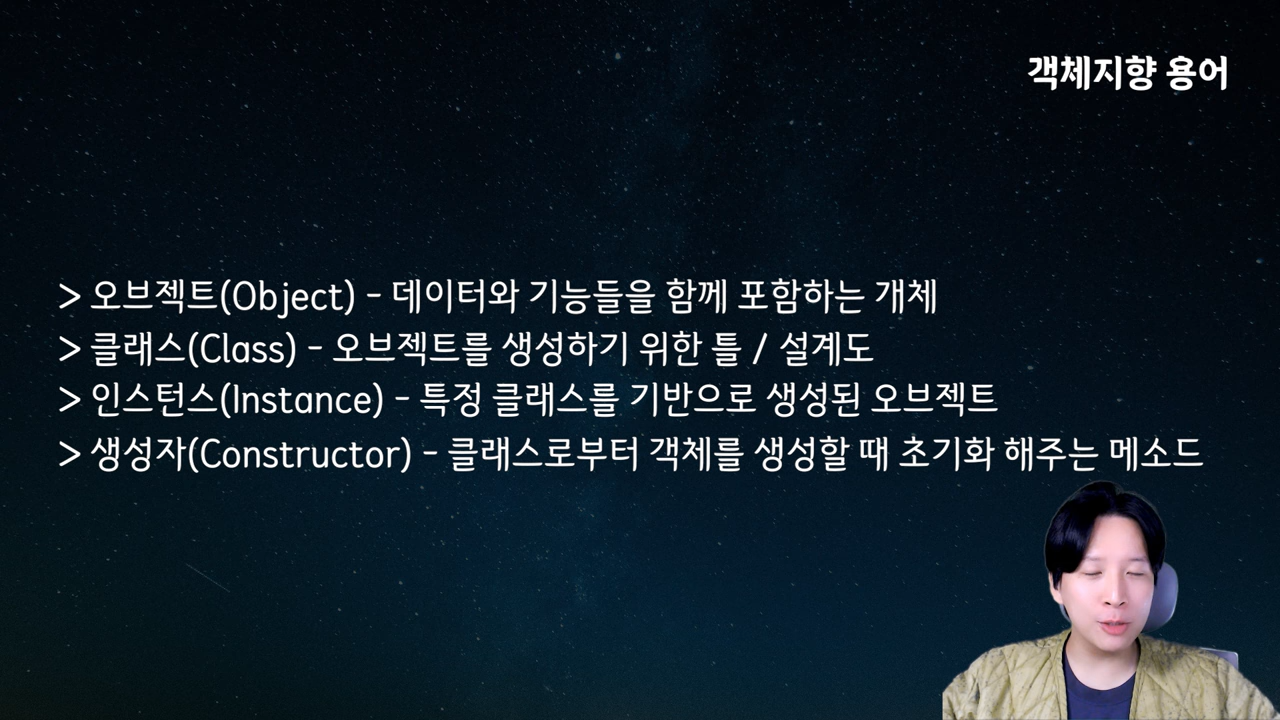 객체지향 용어
> 오브젝트(Object) - 데이터와 기능들을 함께 포함하는 개체
> 클래스(Class) - 오브젝트를 생성하기 위한 틀 / 설계도
> 인스턴스(Instance) - 특정 클래스를 기반으로 생성된 오브젝트
> 생성자(Constructor) - 클래스로부터 객체를 생성할 때 초기화 해주는 메소드